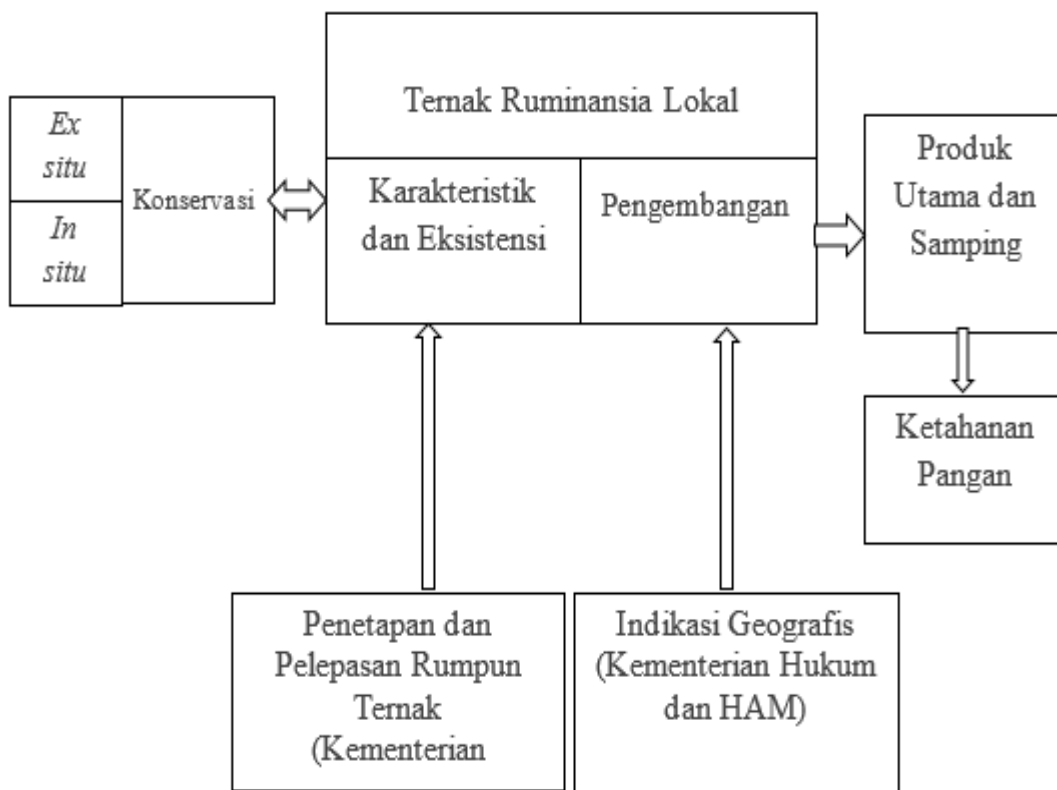 Ternak Ruminansia Lokal
Ex
situ
In
situ
Konservasi
Karakteristik
dan Eksistensi
Pengembangan
Produk
Utama dan
Samping
Ketahanan
Pangan
Penetapan dan
Pelepasan Rumpun
Ternak
(Kementerian
Indikasi Geografis
(Kementerian Hukum
dan HAM)